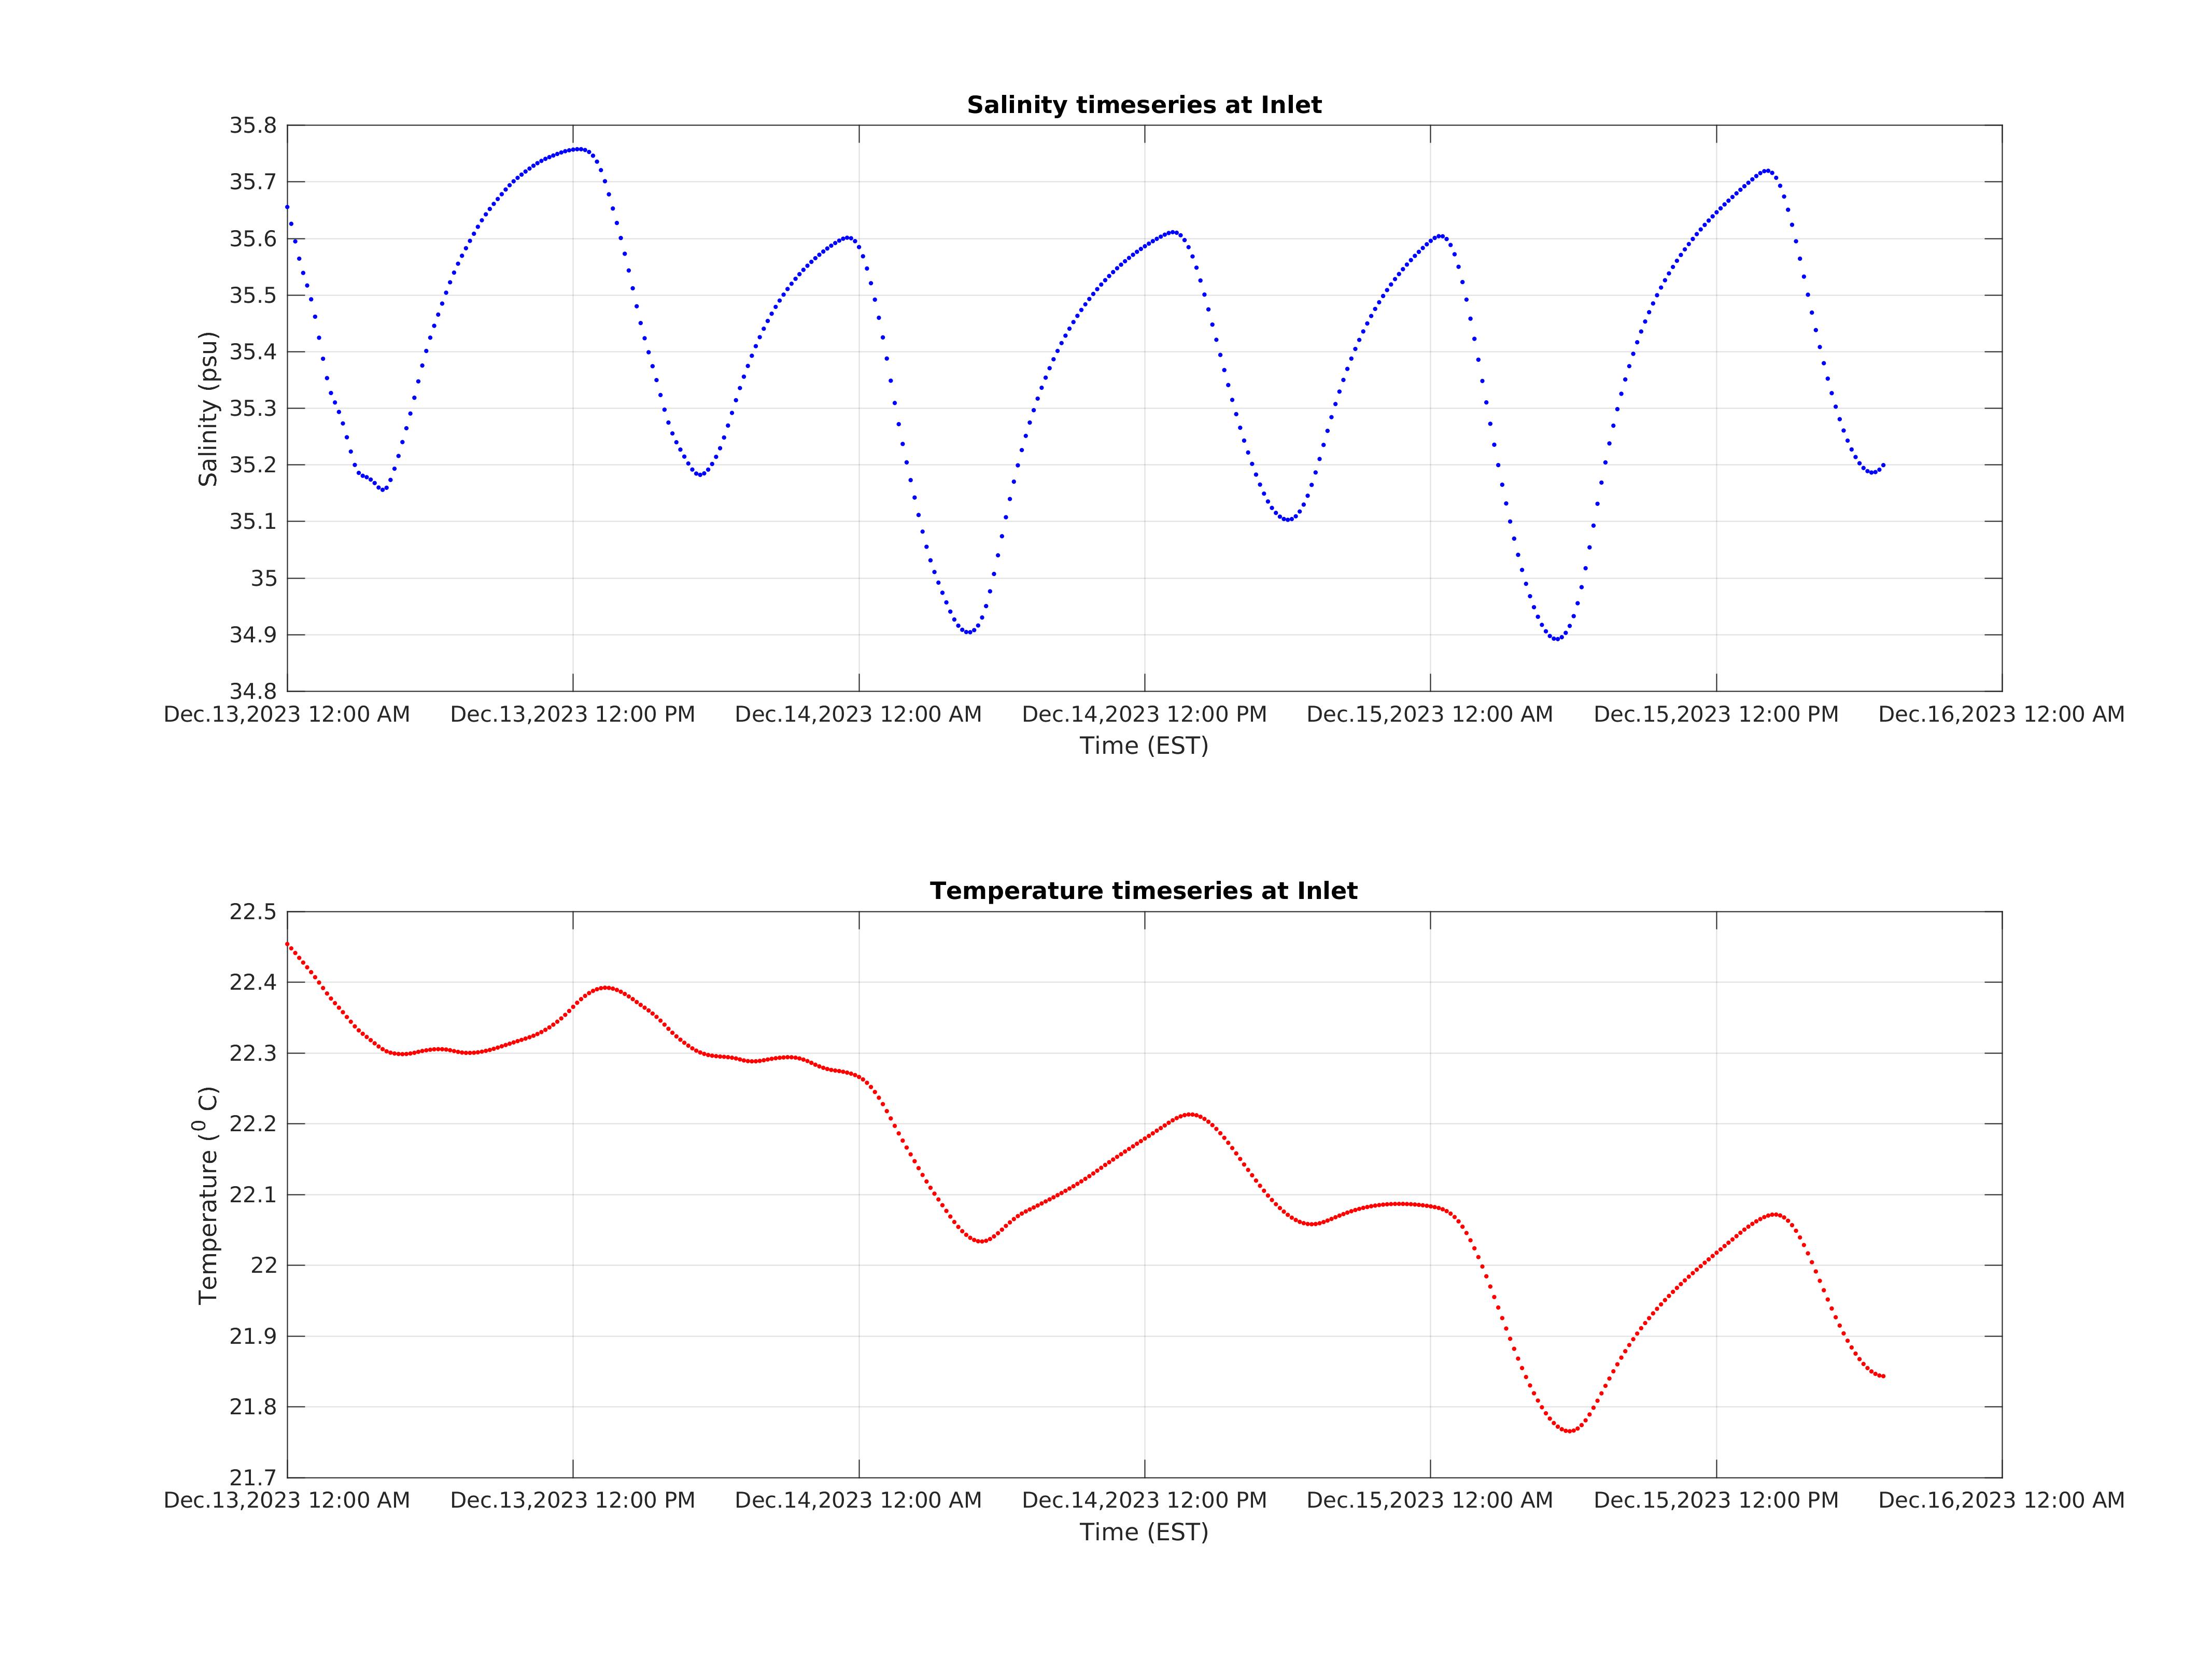 Salinity timeseries at Inlet
35.8
35.7
35.6
35.5
35.4
35.3
35.2
35.1
35
34.9
34.8
Salinity (psu)
Dec.13,2023 12:00 AM Dec.13,2023 12:00 PM Dec.14,2023 12:00 AM Dec.14,2023 12:00 PM Dec.15,2023 12:00 AM Dec.15,2023 12:00 PM Dec.16,2023 12:00 AM
Time (EST)
Temperature timeseries at Inlet
22.5
22.4
22.3
22.2
22.1
22
21.9
21.8
21.7
Temperature (⁰ C)
Dec.13,2023 12:00 AM Dec.13,2023 12:00 PM Dec.14,2023 12:00 AM Dec.14,2023 12:00 PM Dec.15,2023 12:00 AM Dec.15,2023 12:00 PM Dec.16,2023 12:00 AM
Time (EST)